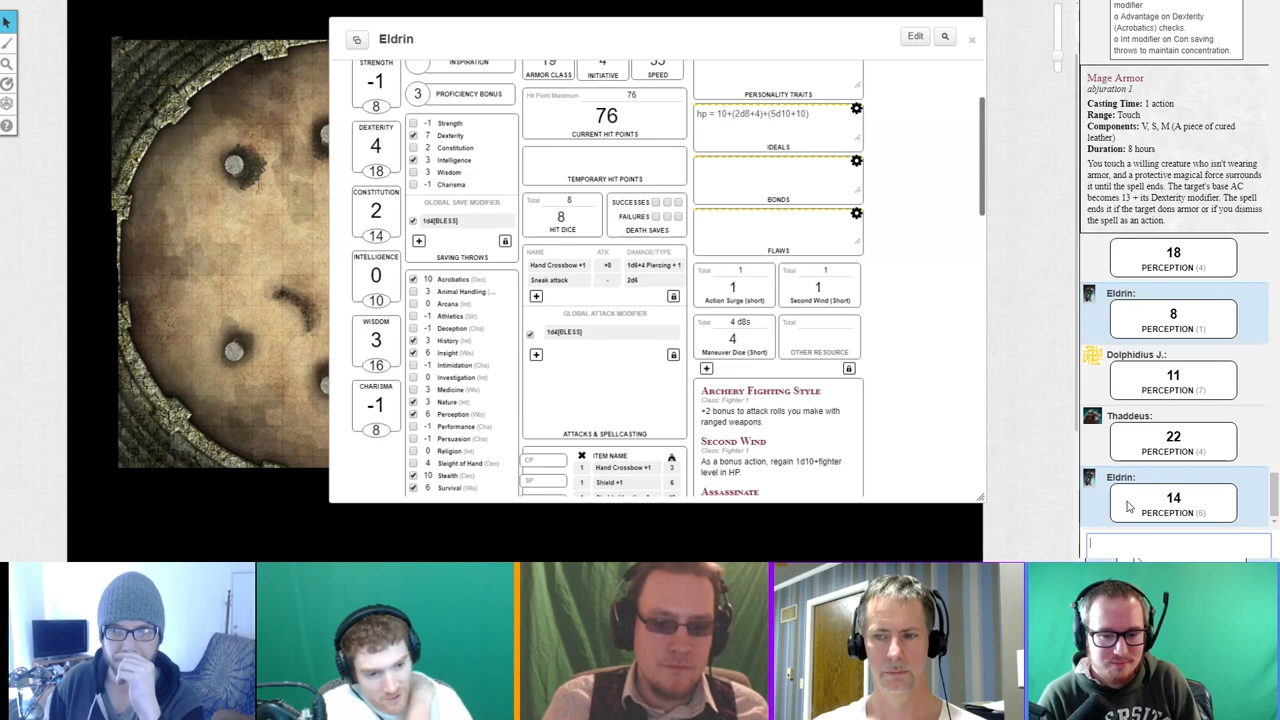 Eldrin
Edit
STRENGTH
-1
8
DEXTERITY
4
18
CONSTITUTION
2
14
INTELLIGENCE
0
10
WISDOM
3
16
CHARISMA
-1
8
INSPIRATION
3 PROFICIENCY BONUS
-1 Strength
7 Dexterity
2 Constitution
3 Intelligence
3 Wisdom
-1 Charisma
GLOBAL SAVE MODIFIER
1d4[BLESS]
SAVING THROWS
10 Acrobatics (Dex)
3 Animal Handling (...
0 Arcana (Int)
-1 Athletics (Str)
-1 Deception (Cha)
3 History (Int)
6 Insight (Wis)
-1 Intimidation (Cha)
0 Investigation (Int)
3 Medicine (Wis)
3 Nature (Int)
6 Perception (Wis)
-1 Performance (Cha)
-1 Persuasion (Cha)
0 Religion (Int)
4 Sleight of Hand (Dex)
10 Stealth (Dex)
6 Survival (Wis)
19
ARMOR CLASS
4
INITIATIVE
35
SPEED
Hit Point Maximum 76
76
CURRENT HIT POINTS
TEMPORARY HIT POINTS
Total 8
8
HIT DICE
SUCCESSES
FAILURES
DEATH SAVES
NAME ATK DAMAGE/TYPE
Hand Crossbow +1 +8 1d6+4 Piercing + 1
Sneak attack - 2d6
GLOBAL ATTACK MODIFIER
1d4[BLESS]
ATTACKS & SPELLCASTING
CP
SP
ITEM NAME
1 Hand Crossbow +1 3
1 Shield +1 6
PERSONALITY TRAITS
hp = 10+(2d8+4)+(5d10+10)
IDEALS
BONDS
FLAWS
Total 1
1
Action Surge (short)
Total 1
1
Second Wind (Short)
Total 4 d8s
4
Maneuver Dice (Short)
Total
OTHER RESOURCE
ARCHERY FIGHTING STYLE
Class: Fighter 1
+2 bonus to attack rolls you make with
ranged weapons.
SECOND WIND
Class: Fighter 1
As a bonus action, regain 1d10+fighter
level in HP.
ASSASSINATE
modifier
o Advantage on Dexterity
(Acrobatics) checks.
o Int modifier on Con saving
throws to maintain concentration.
Mage Armor
abjuration 1
Casting Time: 1 action
Range: Touch
Components: V, S, M (A piece of cured
leather)
Duration: 8 hours
You touch a willing creature who isn't wearing
armor, and a protective magical force surrounds
it until the spell ends. The target's base AC
becomes 13 + its Dexterity modifier. The spell
ends if the target dons armor or if you dismiss
the spell as an action.
18
PERCEPTION (4)
Eldrin:
8
PERCEPTION (1)
Dolphidius J.:
11
PERCEPTION (7)
Thaddeus:
22
PERCEPTION (4)
Eldrin:
14
PERCEPTION (6)